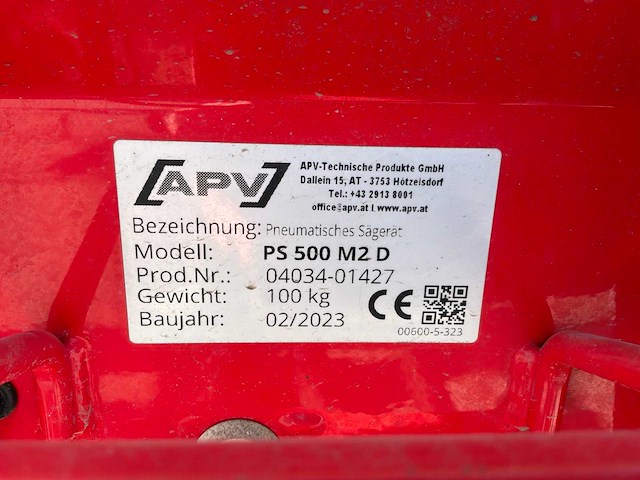 APV
APV-Technische Produkte GmbH
Dallein 15, AT - 3753 Hötzelsdorf
Tel.: +43 2913 8001
office@apv.at | www.apv.at
Bezeichnung: Pneumatisches Sägerät
Modell: PS 500 M2 D
Prod.Nr.: 04034-01427
Gewicht: 100 kg
Baujahr: 02/2023
CE
00600-5-323